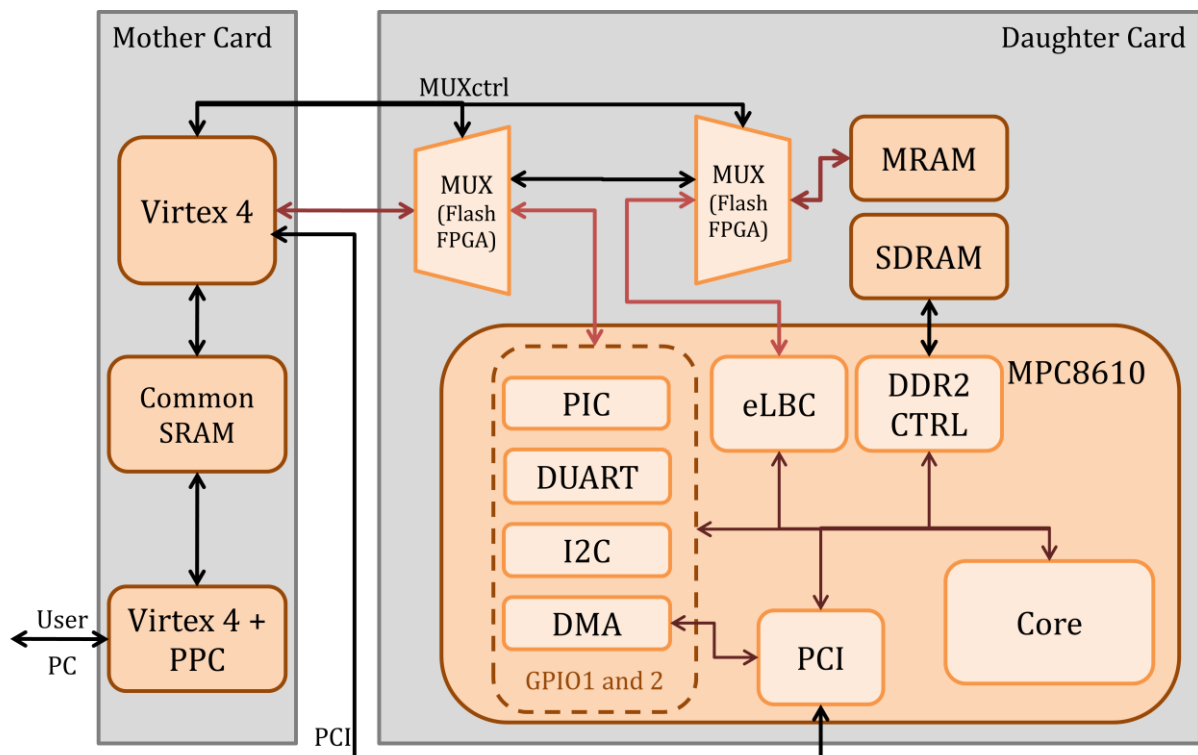 Mother Card
Daughter Card
MUXctrl
Virtex 4
MUX
(Flash
FPGA)
MUX
(Flash
FPGA)
MRAM
SDRAM
Common
SRAM
MPC8610
PIC
eLBC
DDR2
CTRL
DUART
I2C
DMA
GPIO1 and 2
PCI
Core
User
PC
Virtex 4 +
PPC
PCI